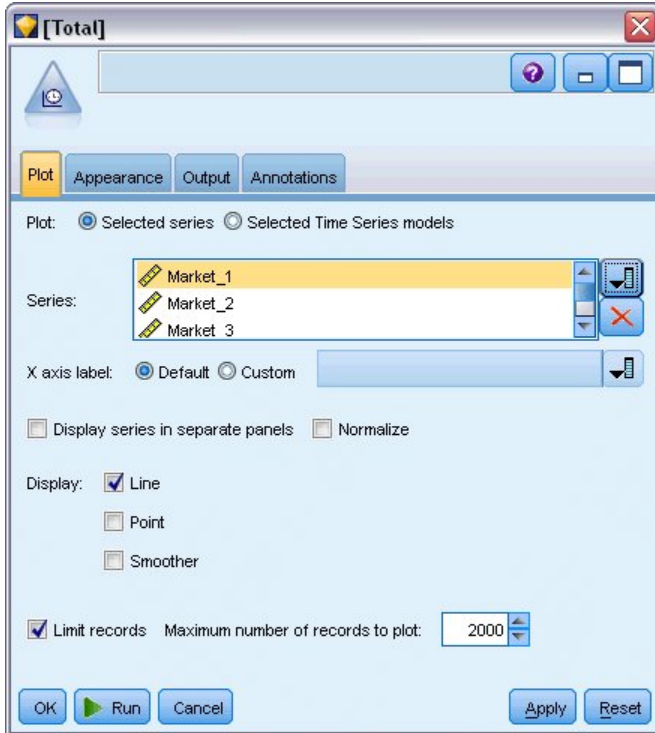 [Total]
Plot Appearance Output Annotations
Plot: Selected series Selected Time Series models
Series:
Market_1
Market_2
Market_3
X axis label: Default Custom
Display series in separate panels Normalize
Display: Line
Point
Smoother
Limit records Maximum number of records to plot: 2000
OK Run Cancel Apply Reset